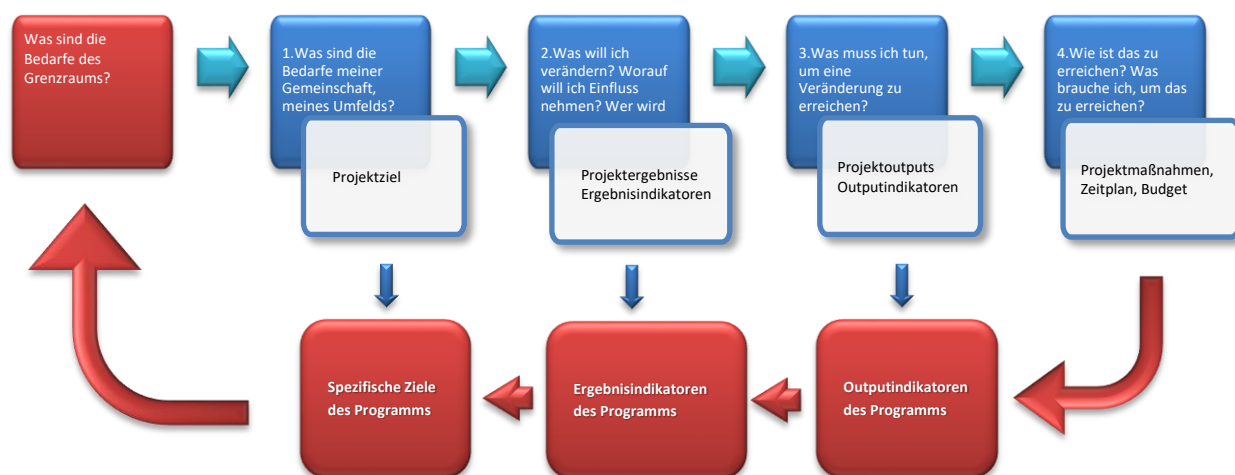 Was sind die
Bedarfe des
Grenzraums?
1.Was sind die
Bedarfe meiner
Gemeinschaft,
meines Umfelds?
Projektziel
2.Was will ich
verändern? Worauf
will ich Einfluss
nehmen? Wer wird
Projektergebnisse
Ergebnisindikatoren
3.Was muss ich tun,
um eine
Veränderung zu
erreichen?
Projektoutputs
Outputindikatoren
4.Wie ist das zu
erreichen? Was
brauche ich, um das
zu erreichen?
Projektmaßnahmen,
Zeitplan, Budget
Spezifische Ziele
des Programms
Ergebnisindikatoren
des Programms
Outputindikatoren
des Programms